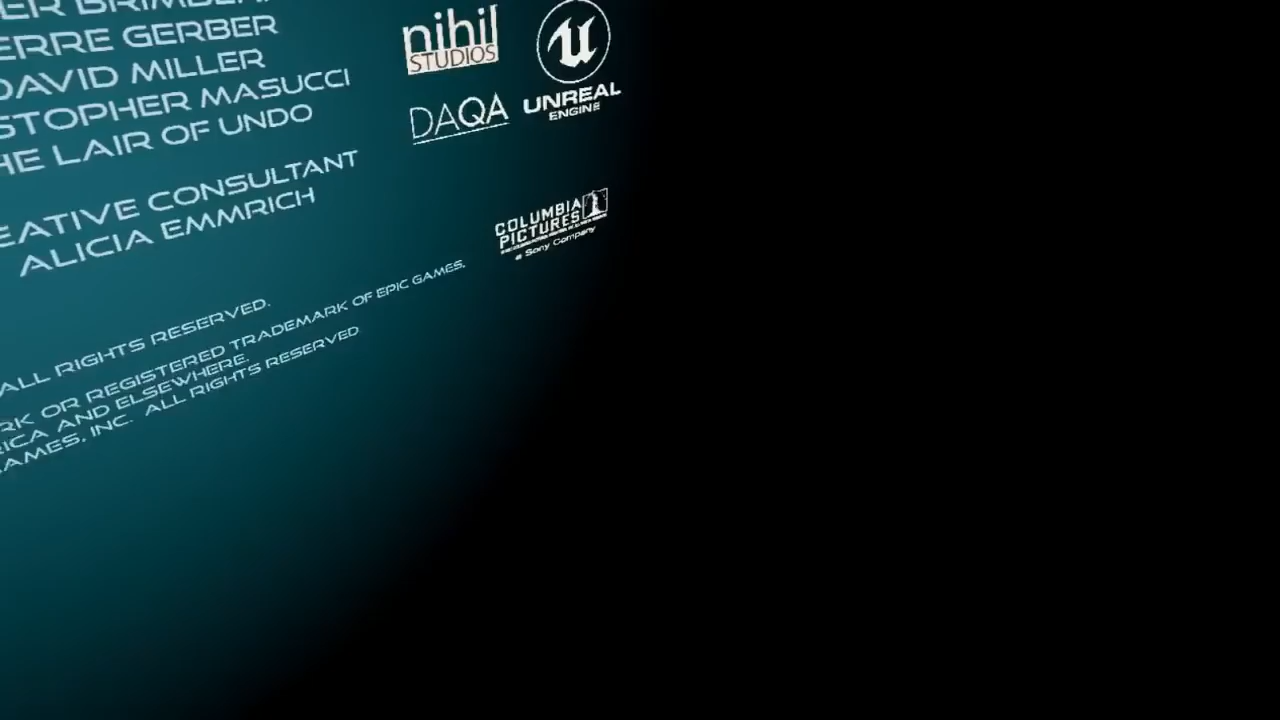 ERRE GERBER
DAVID MILLER
STOPHER MASUCCI
HE LAIR OF UNDO
EATIVE CONSULTANT
ALICIA EMMRICH
nihil
STUDIOS
UNREAL
ENGINE
DAQA
COLUMBIA
PICTURES
a Sony Company
ALL RIGHTS RESERVED.
RK OR REGISTERED TRADEMARK OF EPIC GAMES,
RICA AND ELSEWHERE.
GAMES, INC. ALL RIGHTS RESERVED